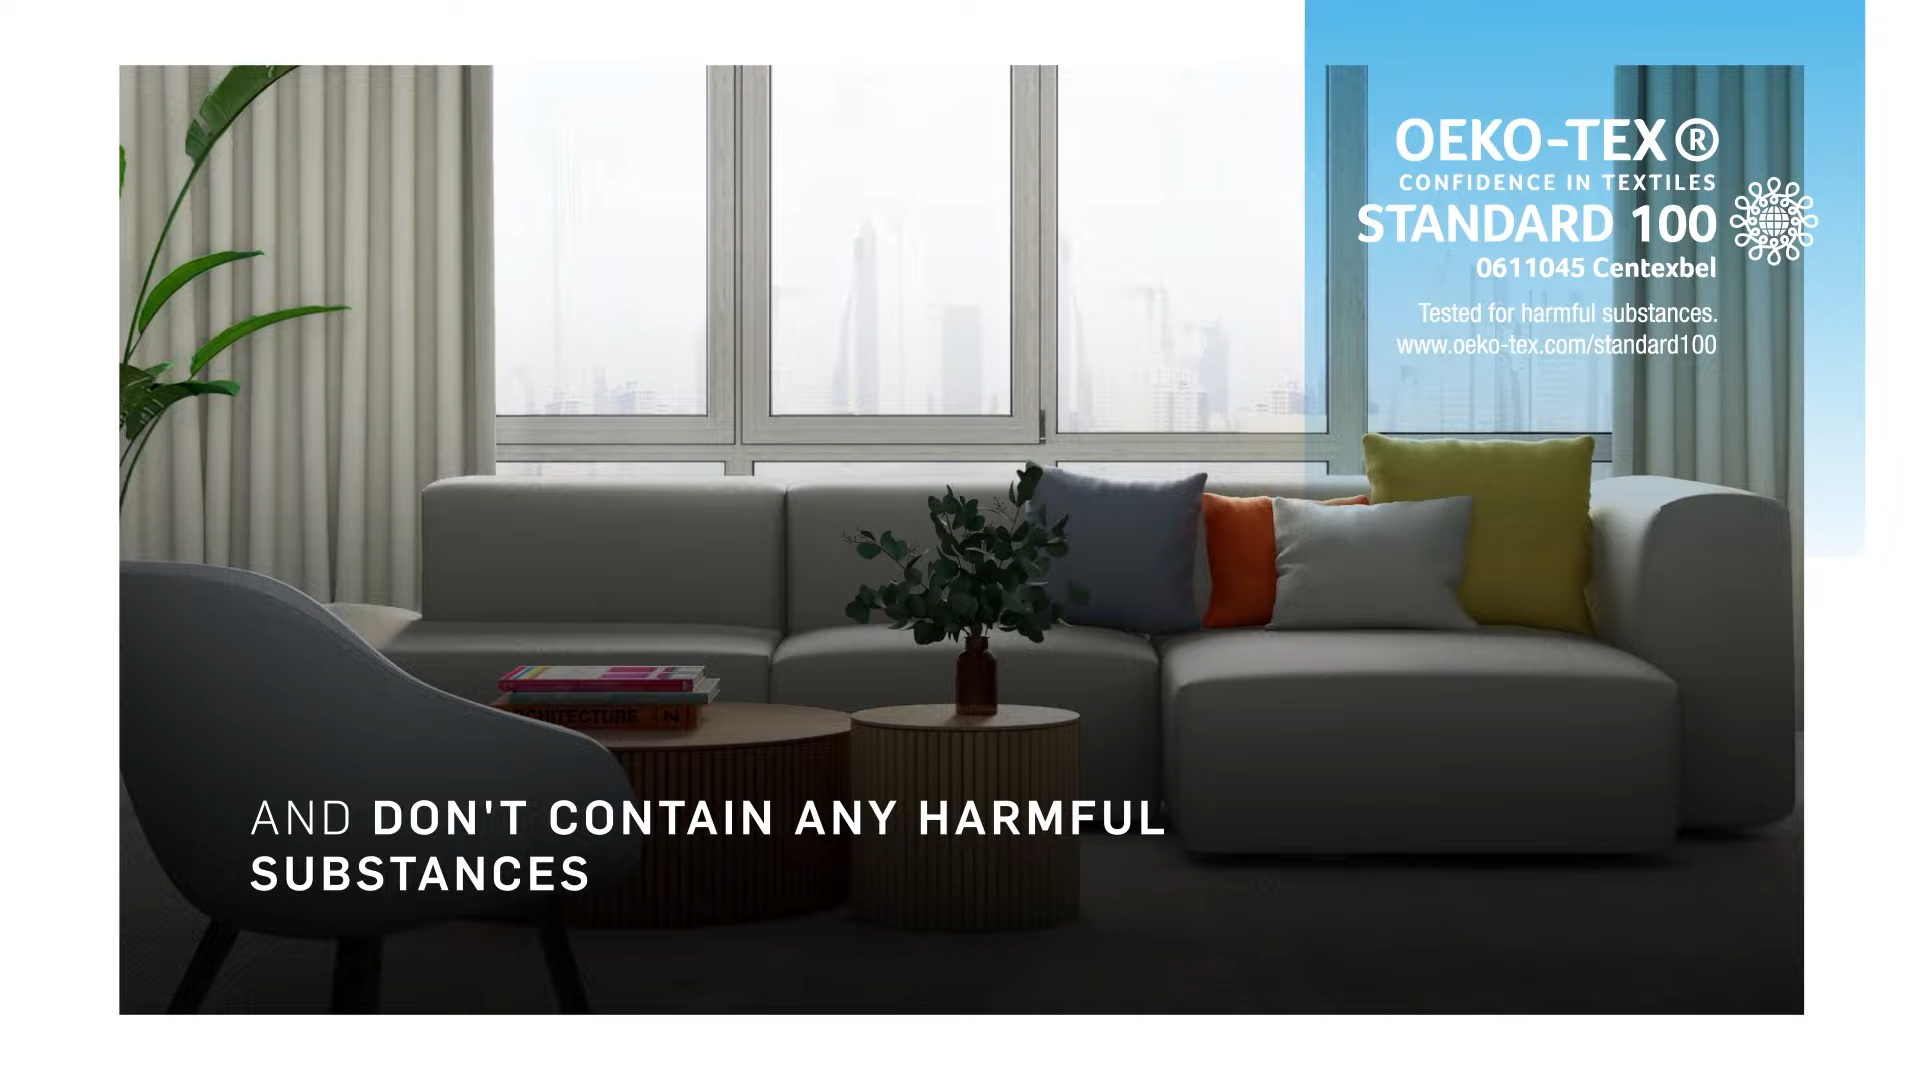 OEKO-TEX®
CONFIDENCE IN TEXTILES
STANDARD 100
0611045 Centexbel
Tested for harmful substances.
www.oeko-tex.com/standard100
ARCHITECTURE N
AND DON'T CONTAIN ANY HARMFUL
SUBSTANCES